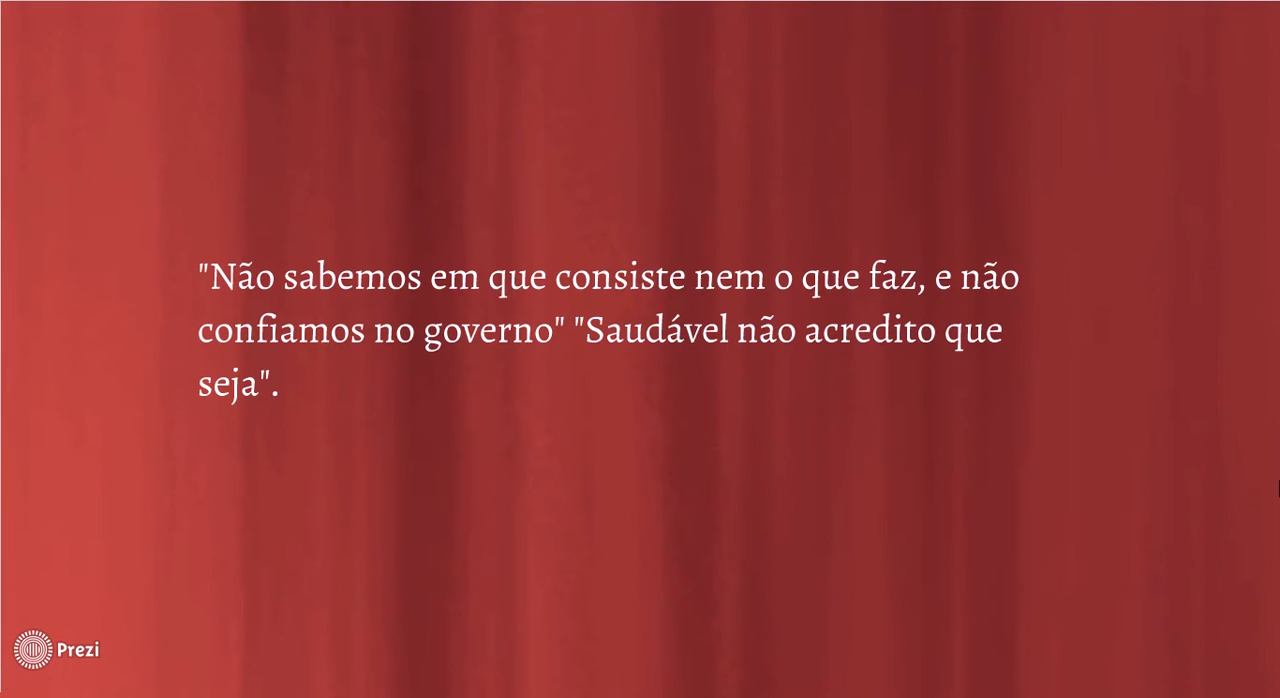 "Não sabemos em que consiste nem o que faz, e não
confiamos no governo" "Saudável não acredito que
seja".
Prezi